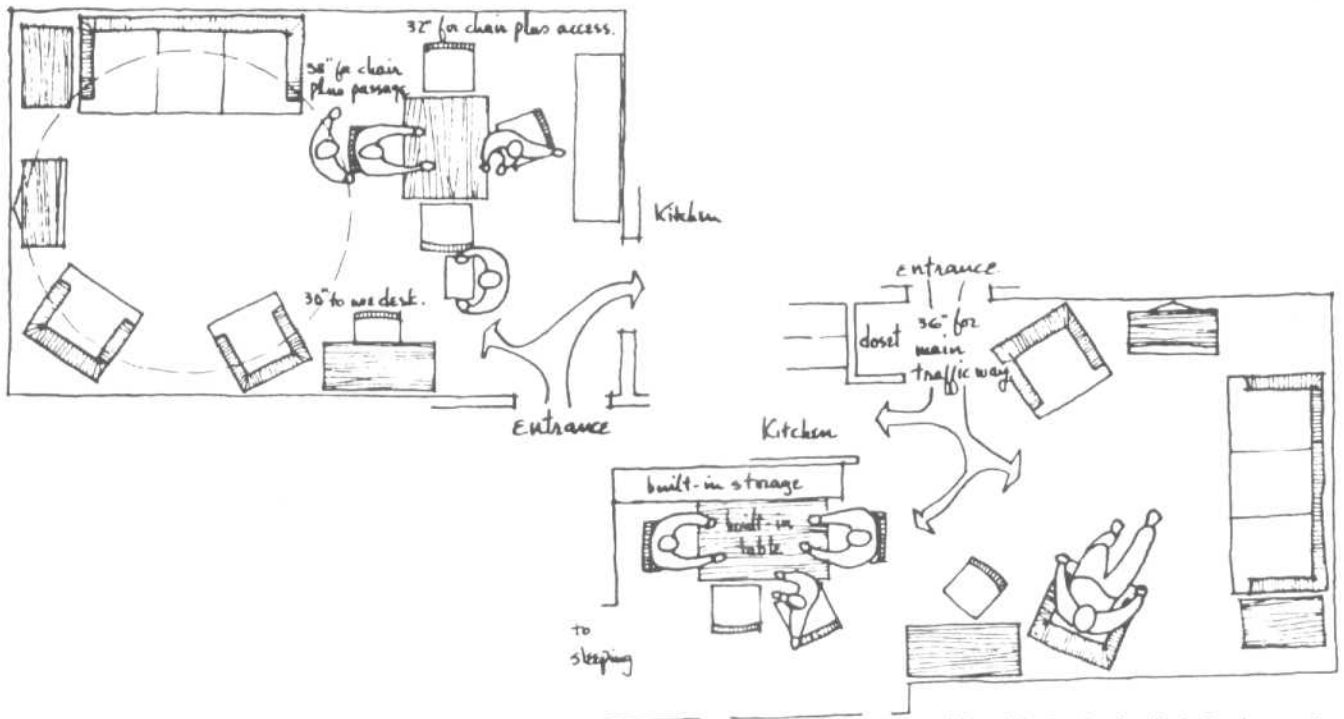 32" for chair plus access.
38" for chair
plus passage
Kitchen
30" to use desk.
Entrance
Entrance
closet
36" for
main
traffic way.
Kitchen
built-in storage
built-in
table
to
sleeping